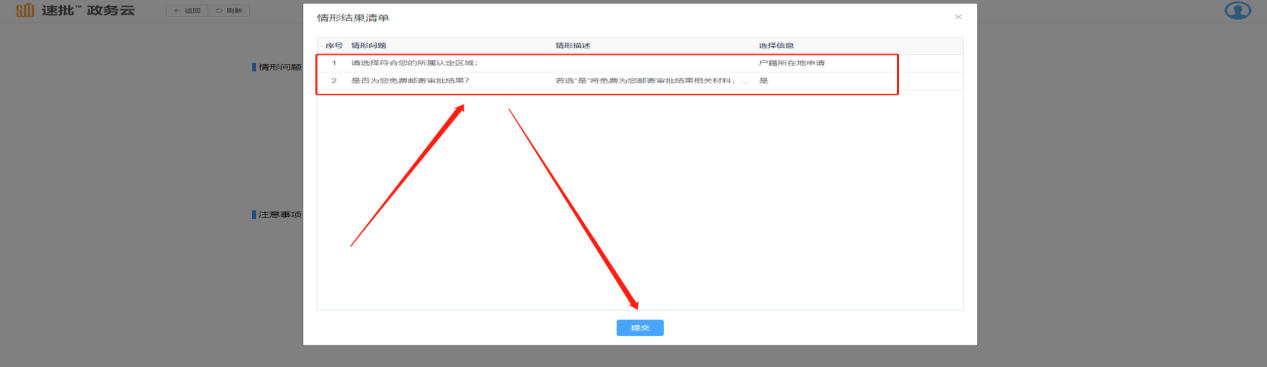 速批™ 政务云 ← 返回 刷新
情形结果清单 ×
序号 情形问题 情形描述 选择信息
1 请选择符合您的所属认定区域： 户籍所在地申请
2 是否为您免费邮寄审批结果？ 若选“是”将免费为您邮寄审批结果相关材料，... 是
情形问题
注意事项
提交